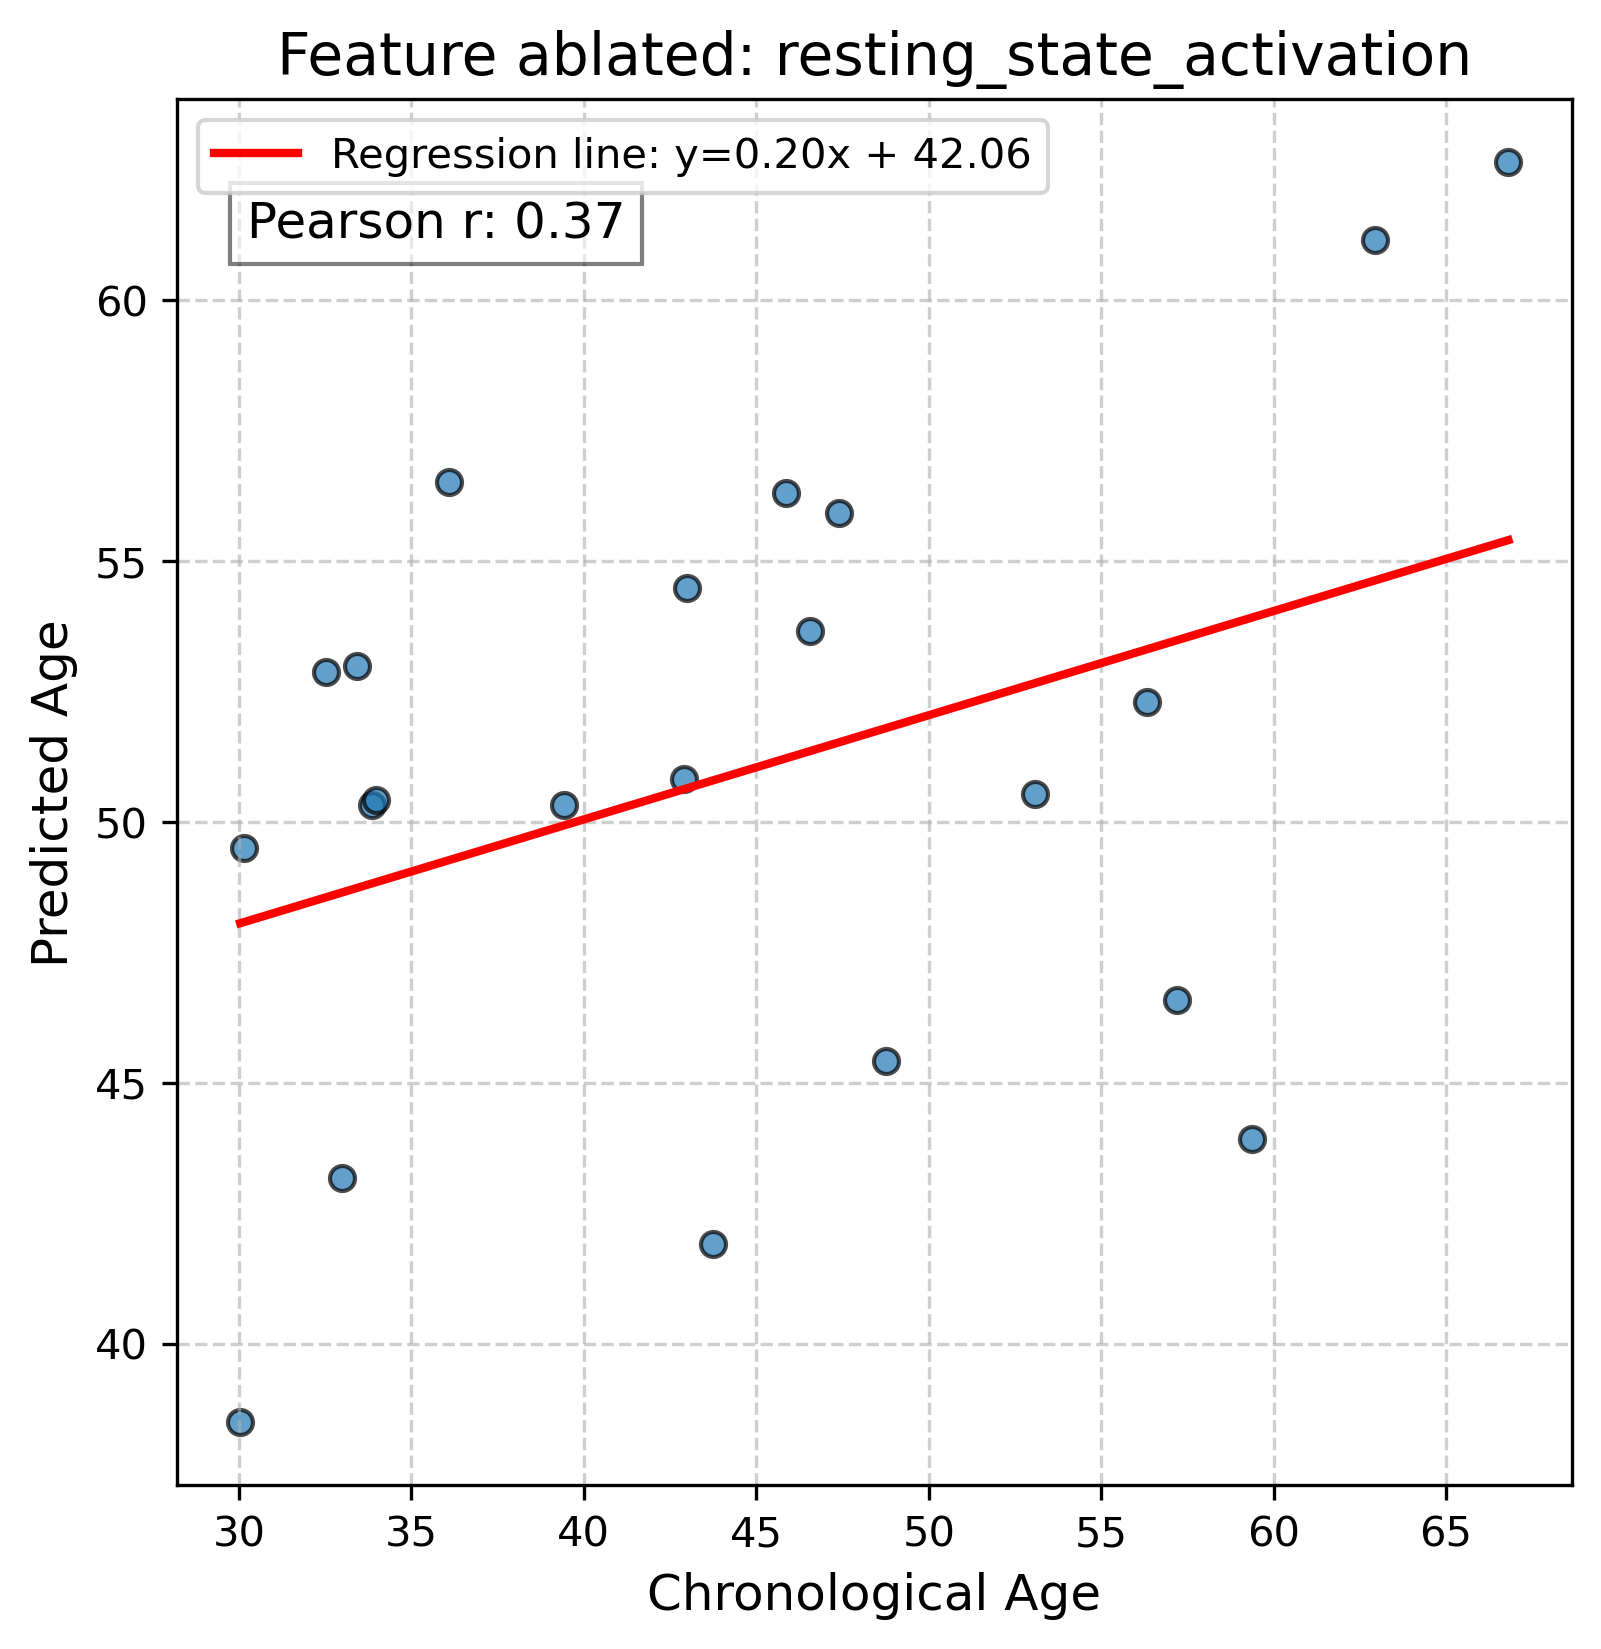 Feature ablated: resting_state_activation
Regression line: y=0.20x + 42.06
Pearson r: 0.37
60
55
50
45
40
Predicted Age
30 35 40 45 50 55 60 65
Chronological Age